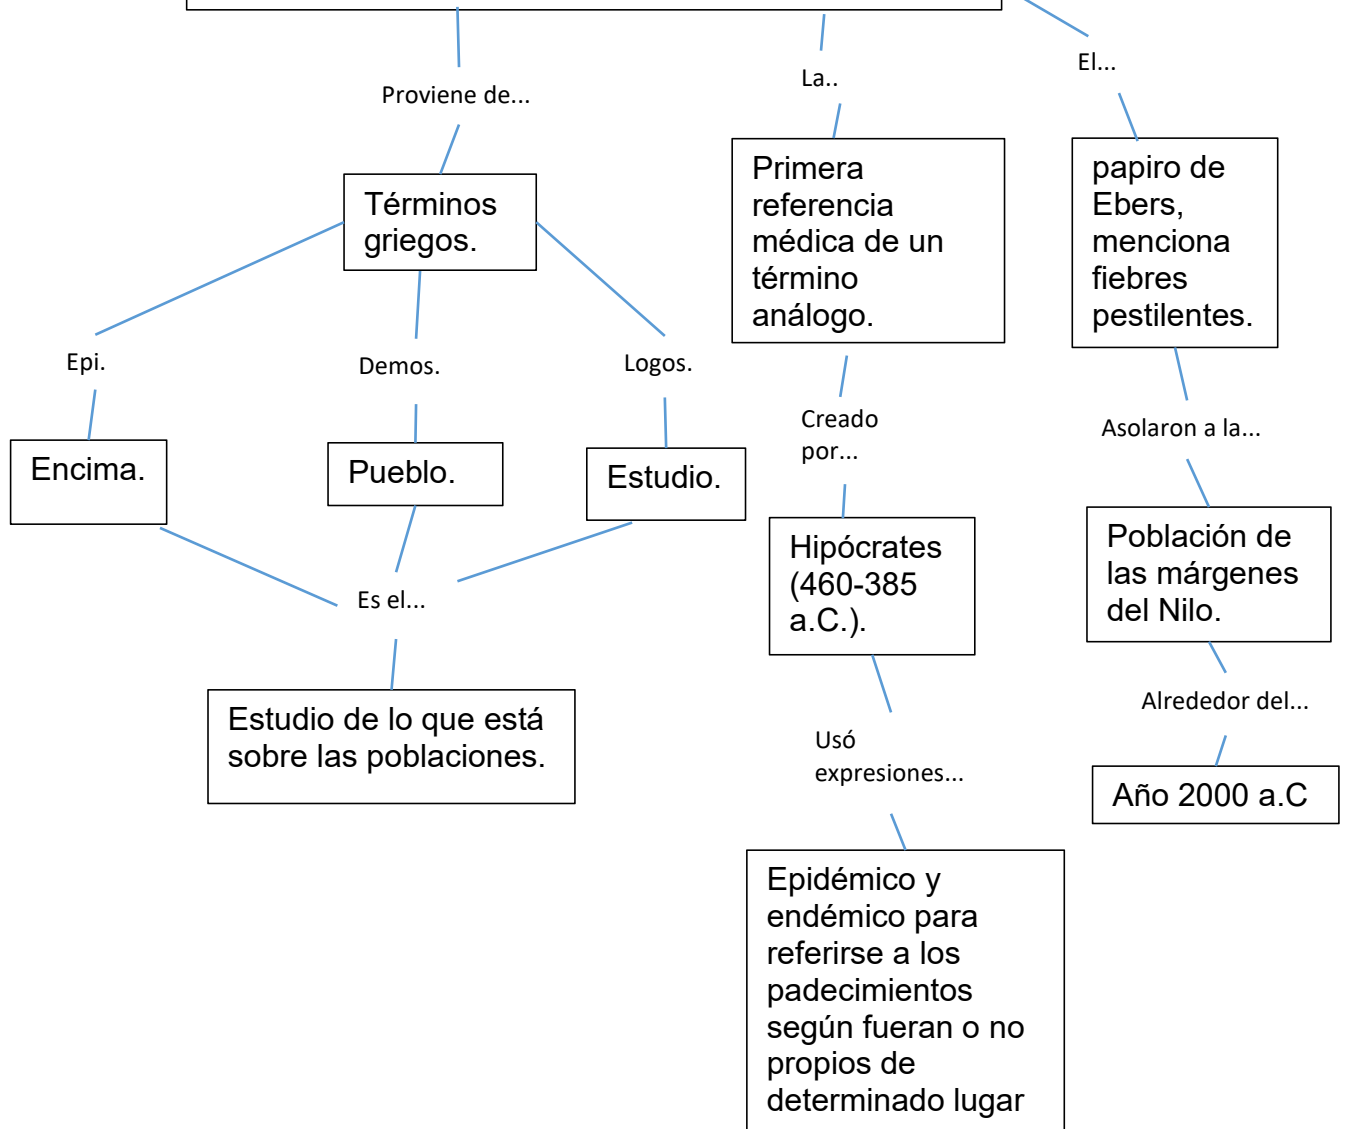 Proviene de...
Términos
griegos.
Epi.
Demos.
Logos.
Encima.
Pueblo.
Estudio.
Es el...
Estudio de lo que está
sobre las poblaciones.
La..
Primera
referencia
médica de un
término
análogo.
Creado
por...
Hipócrates
(460-385
a.C.).
Usó
expresiones...
Epidémico y
endémico para
referirse a los
padecimientos
según fueran o no
propios de
determinado lugar
El...
papiro de
Ebers,
menciona
fiebres
pestilentes.
Asolaron a la...
Población de
las márgenes
del Nilo.
Alrededor del...
Año 2000 a.C